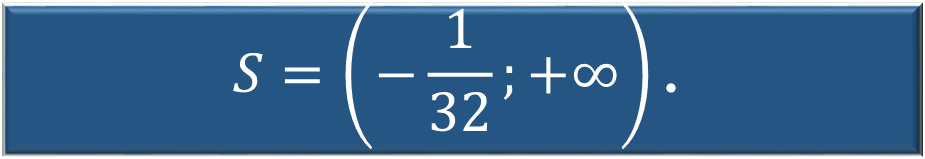 S = (−1/32; +∞).